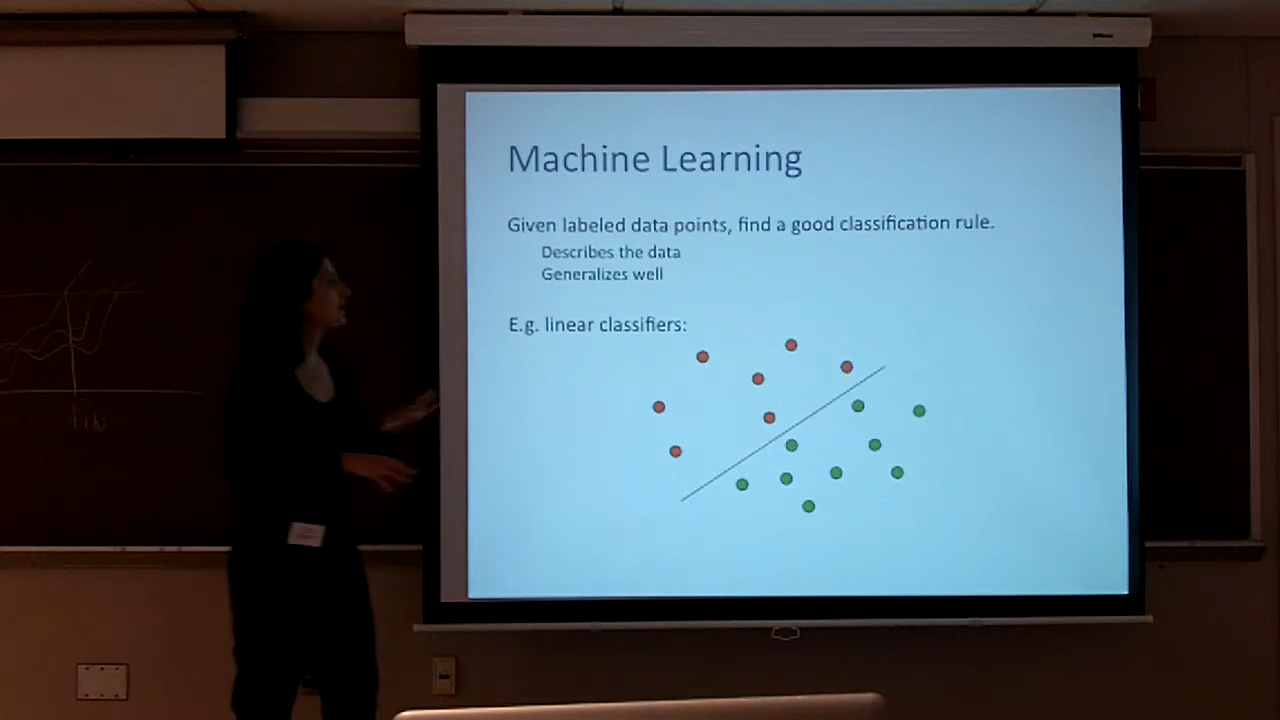 Machine Learning
Given labeled data points, find a good classification rule.
Describes the data
Generalizes well
E.g. linear classifiers: